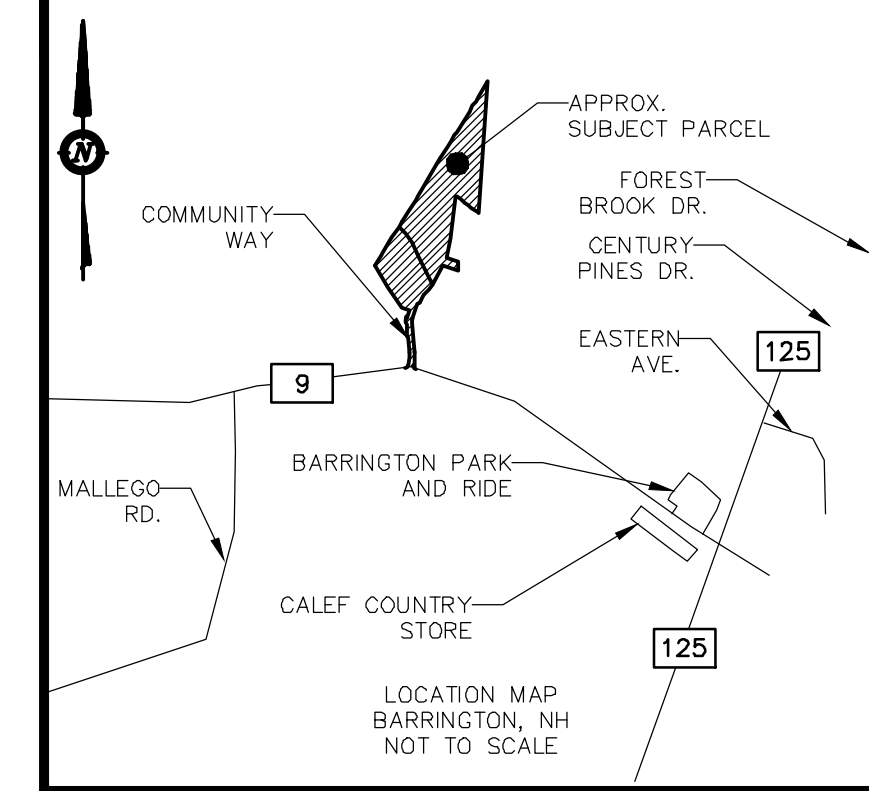 N
APPROX.
SUBJECT PARCEL
FOREST
BROOK DR.
COMMUNITY
WAY
CENTURY
PINES DR.
EASTERN
AVE.
125
9
BARRINGTON PARK
AND RIDE
MALLEGO
RD.
CALEF COUNTRY
STORE
125
LOCATION MAP
BARRINGTON, NH
NOT TO SCALE